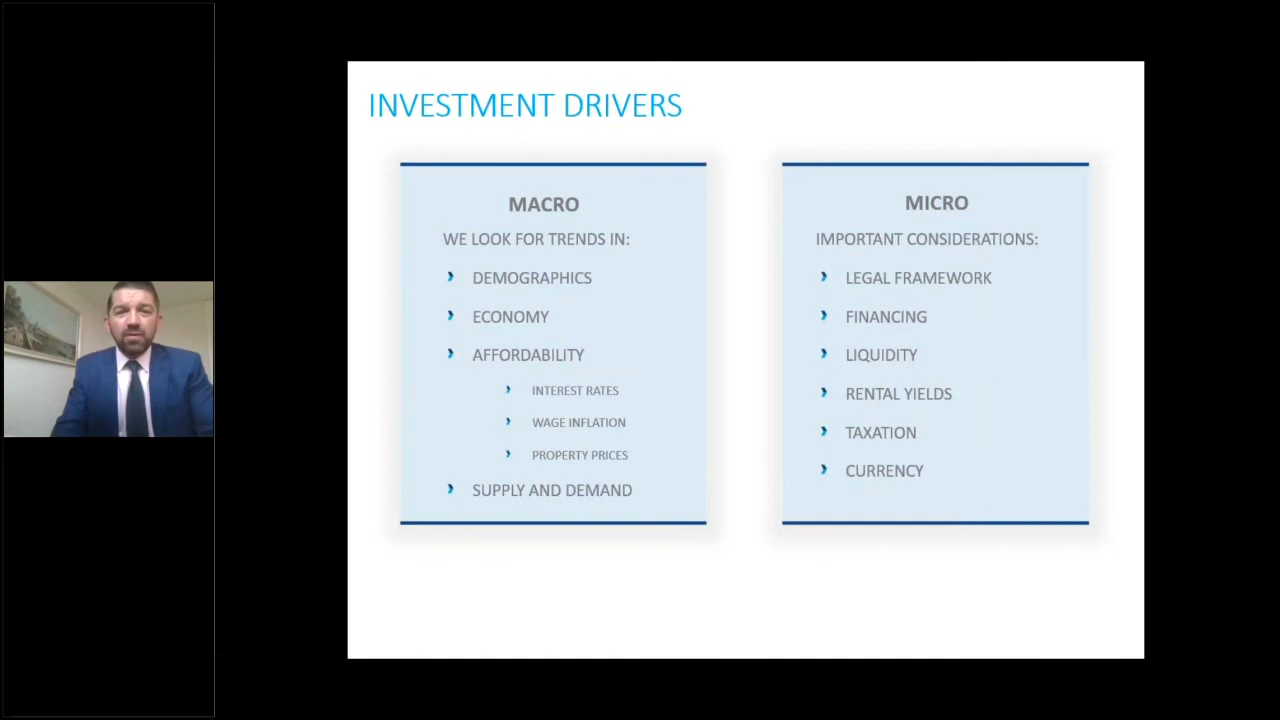 INVESTMENT DRIVERS
MACRO
WE LOOK FOR TRENDS IN:
DEMOGRAPHICS
ECONOMY
AFFORDABILITY
INTEREST RATES
WAGE INFLATION
PROPERTY PRICES
SUPPLY AND DEMAND
MICRO
IMPORTANT CONSIDERATIONS:
LEGAL FRAMEWORK
FINANCING
LIQUIDITY
RENTAL YIELDS
TAXATION
CURRENCY